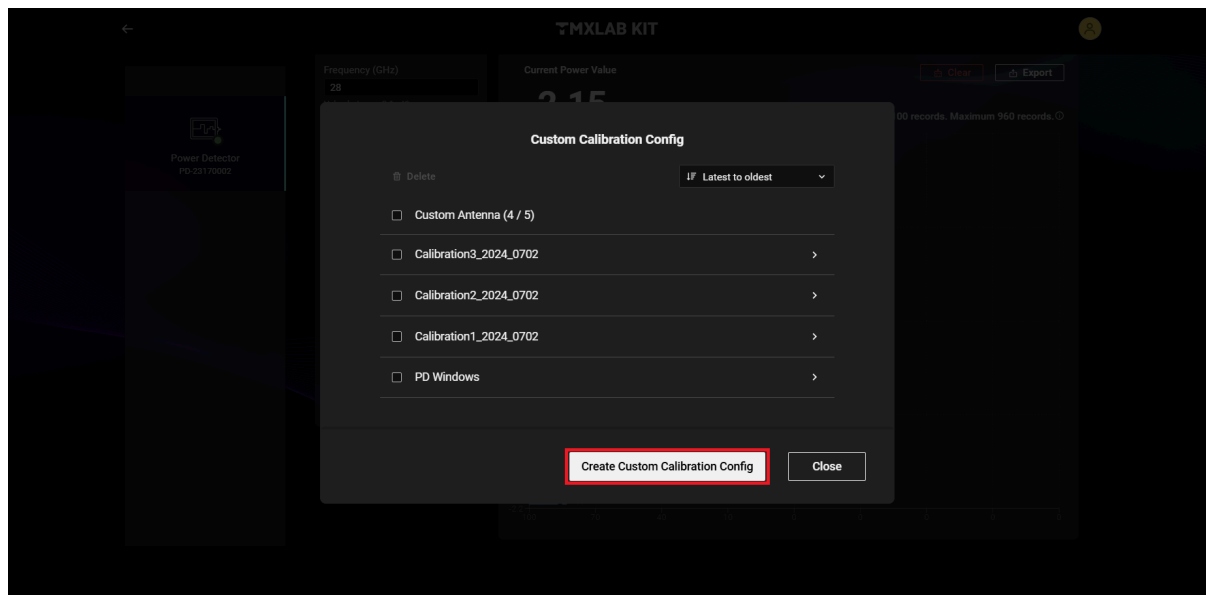 TMXLAB KIT
Frequency (GHz)
28
Current Power Value
2.15
Clear
Export
00 records. Maximum 960 records.
Power Detector
PD-23170002
Custom Calibration Config
Delete
Latest to oldest
Custom Antenna (4 / 5)
Calibration3_2024_0702
Calibration2_2024_0702
Calibration1_2024_0702
PD Windows
Create Custom Calibration Config
Close